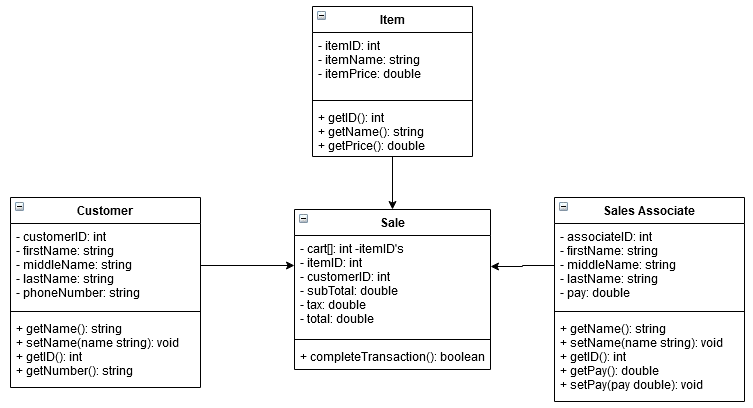 Item
- itemID: int
- itemName: string
- itemPrice: double
+ getID(): int
+ getName(): string
+ getPrice(): double
Customer
- customerID: int
- firstName: string
- middleName: string
- lastName: string
- phoneNumber: string
+ getName(): string
+ setName(name string): void
+ getID(): int
+ getNumber(): string
Sale
- cart[]: int -itemID's
- itemID: int
- customerID: int
- subTotal: double
- tax: double
- total: double
+ completeTransaction(): boolean
Sales Associate
- associateID: int
- firstName: string
- middleName: string
- lastName: string
- pay: double
+ getName(): string
+ setName(name string): void
+ getID(): int
+ getPay(): double
+ setPay(pay double): void